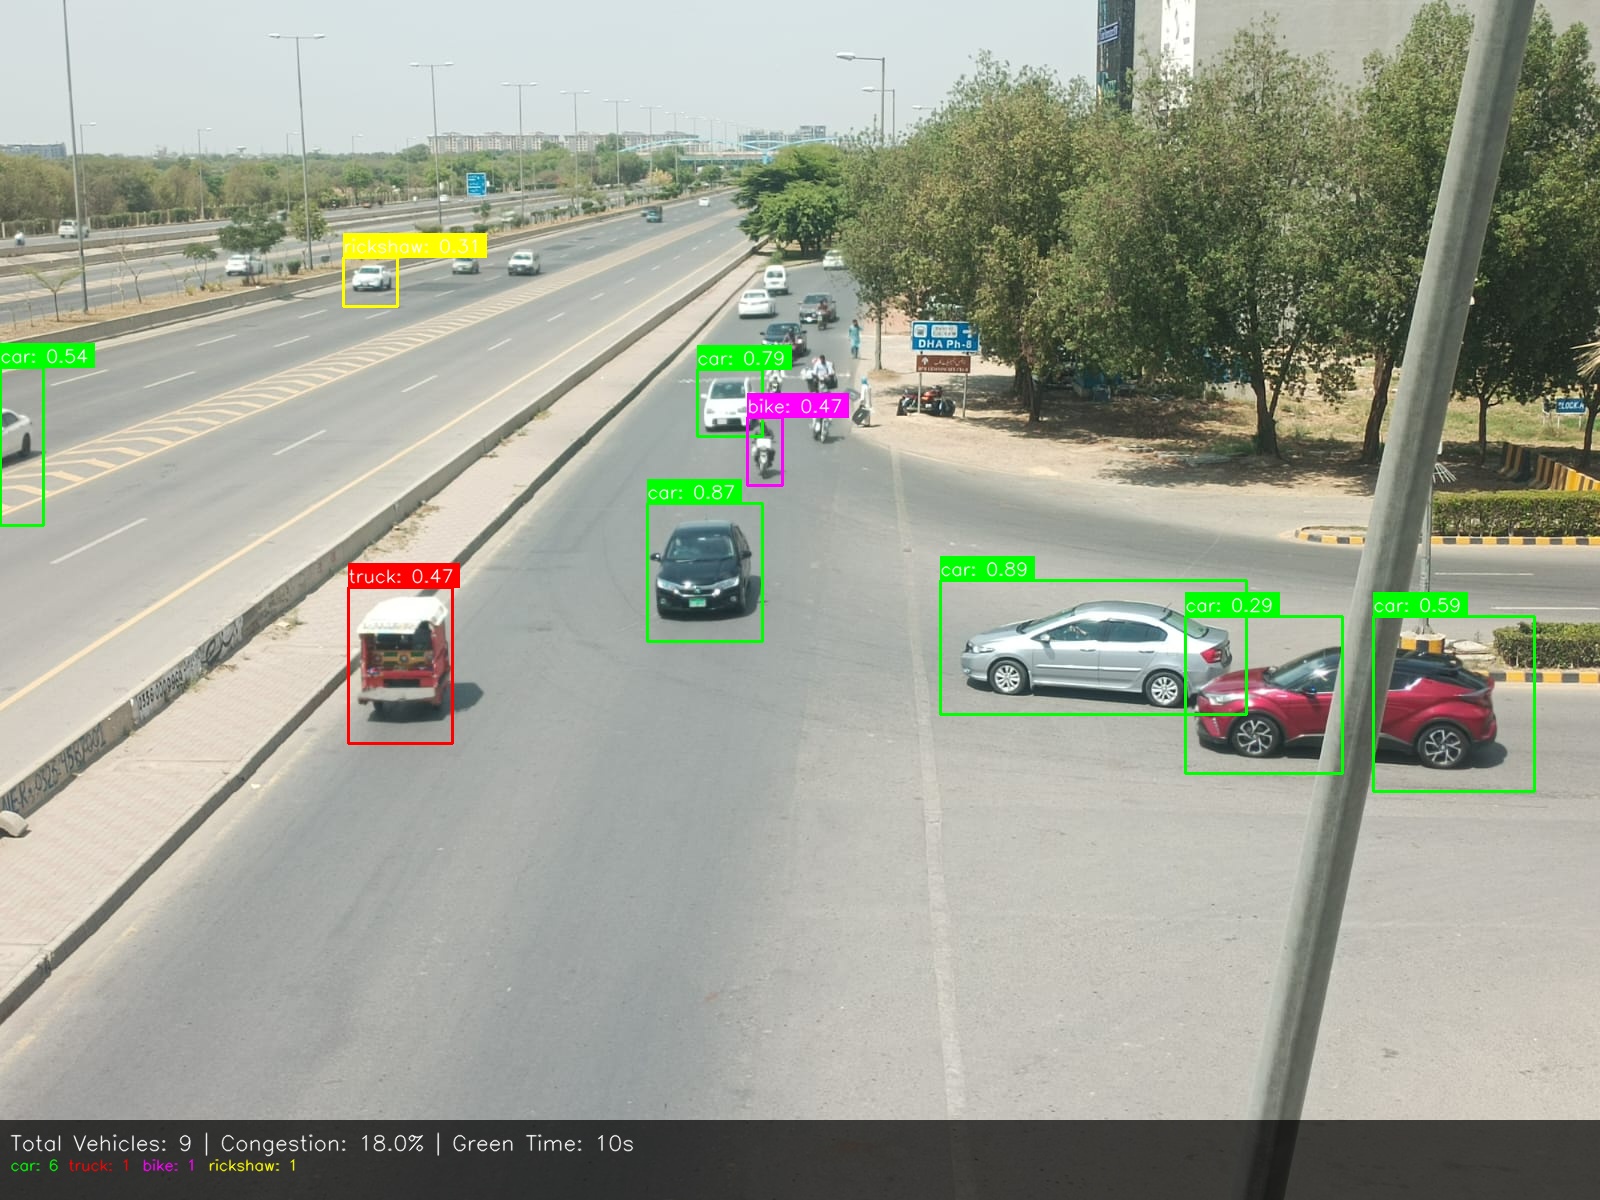 rickshaw: 0.31
DHA Ph-8
car: 0.54
car: 0.79
bike: 0.47
car: 0.87
car: 0.89
truck: 0.47
car: 0.29
car: 0.59
Total Vehicles: 9 | Congestion: 18.0% | Green Time: 10s
car: 6 truck: 1 bike: 1 rickshaw: 1